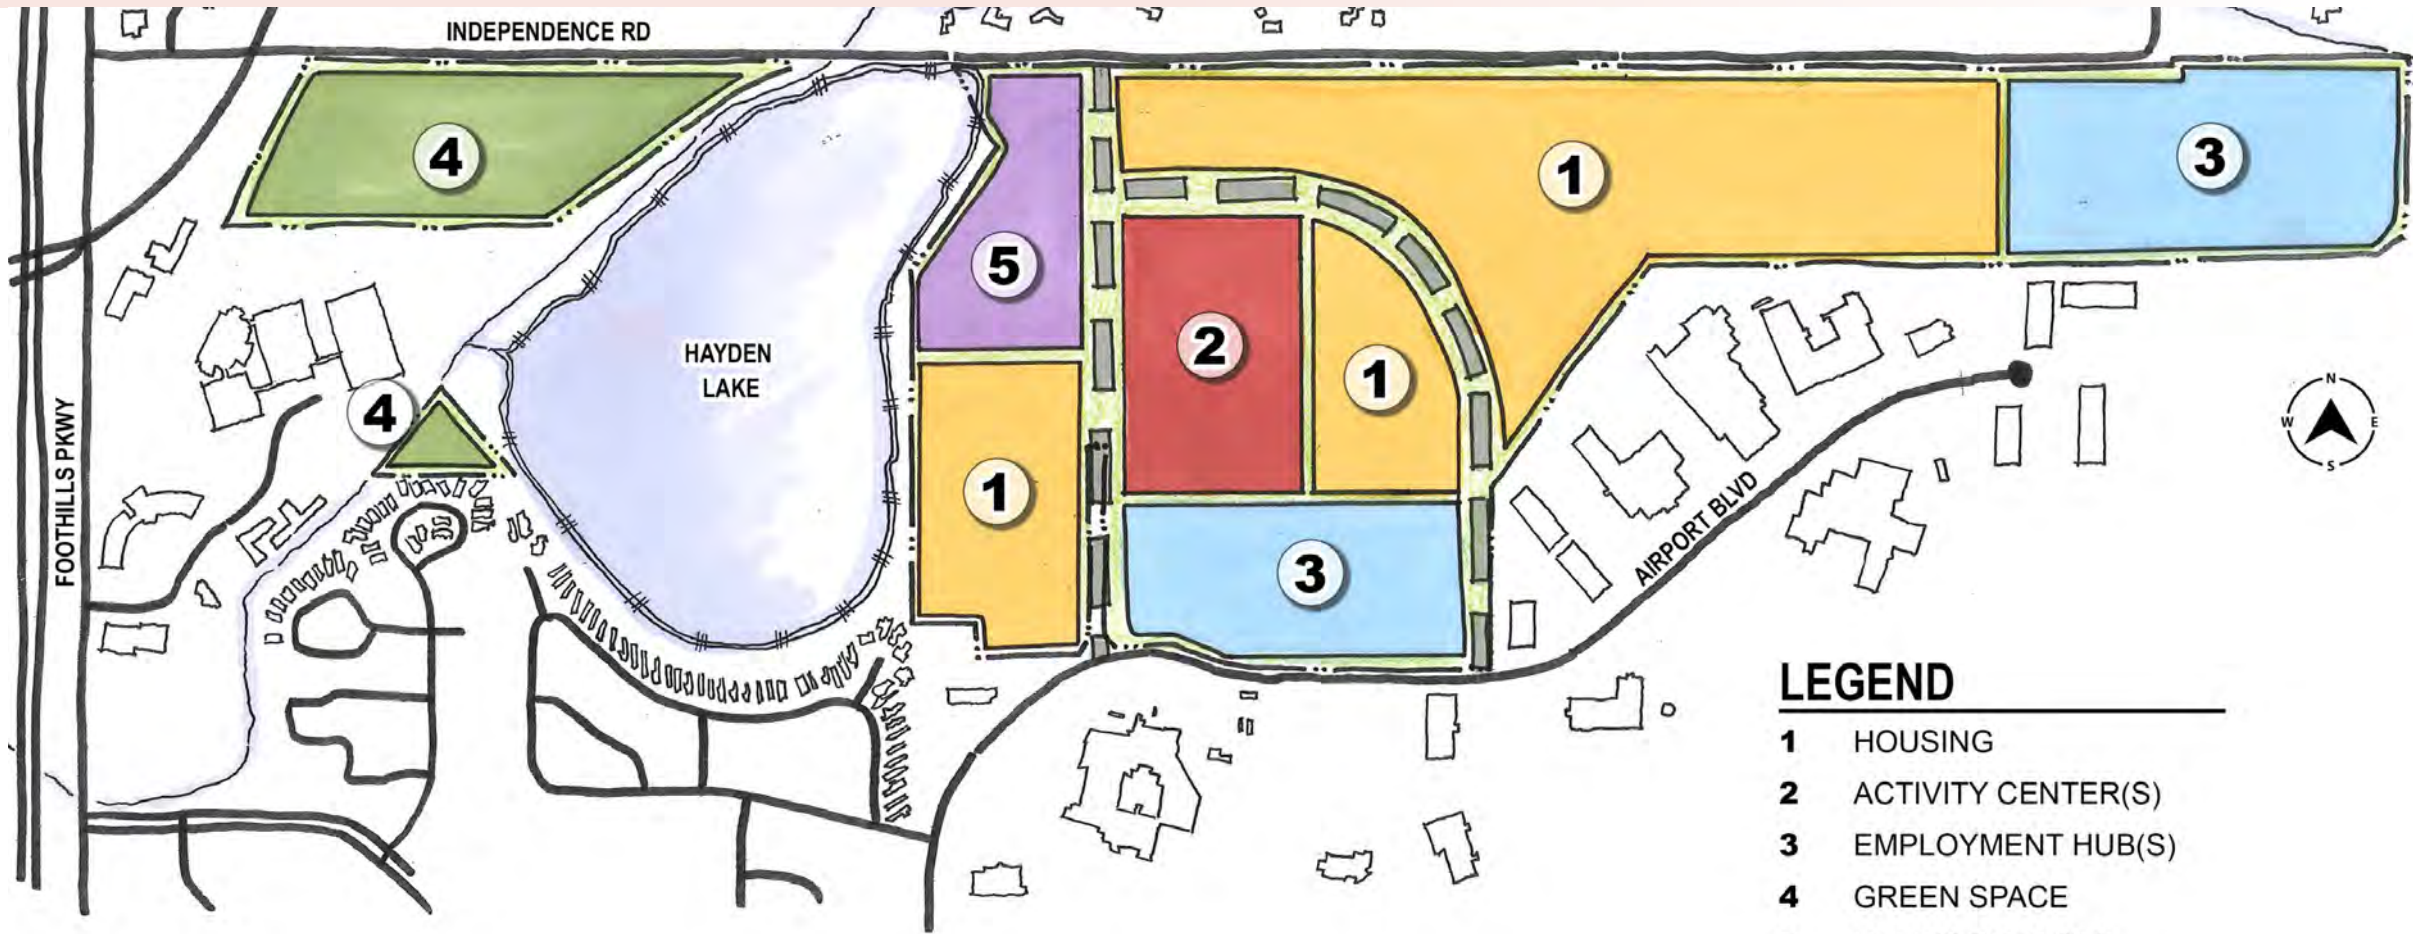 INDEPENDENCE RD
4
1
3
5
N
W
E
S
2
HAYDEN
LAKE
1
4
FOOTHILLS PKWY
1
AIRPORT BLVD
3
LEGEND
1 HOUSING
2 ACTIVITY CENTER(S)
3 EMPLOYMENT HUB(S)
4 GREEN SPACE